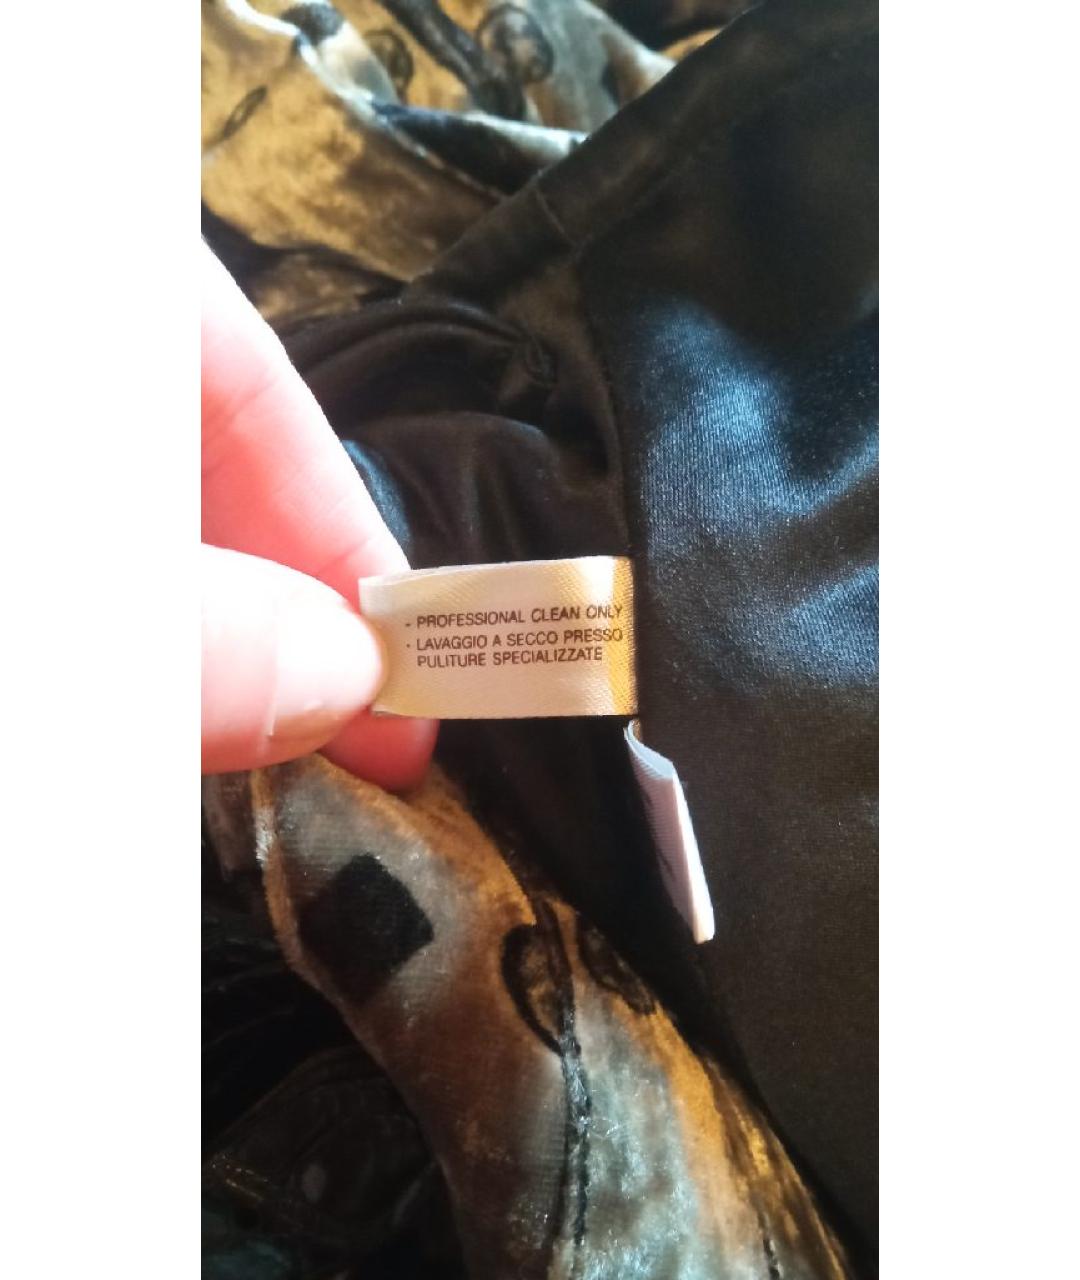 - PROFESSIONAL CLEAN ONLY
- LAVAGGIO A SECCO PRESSO
PULITURE SPECIALIZZATE